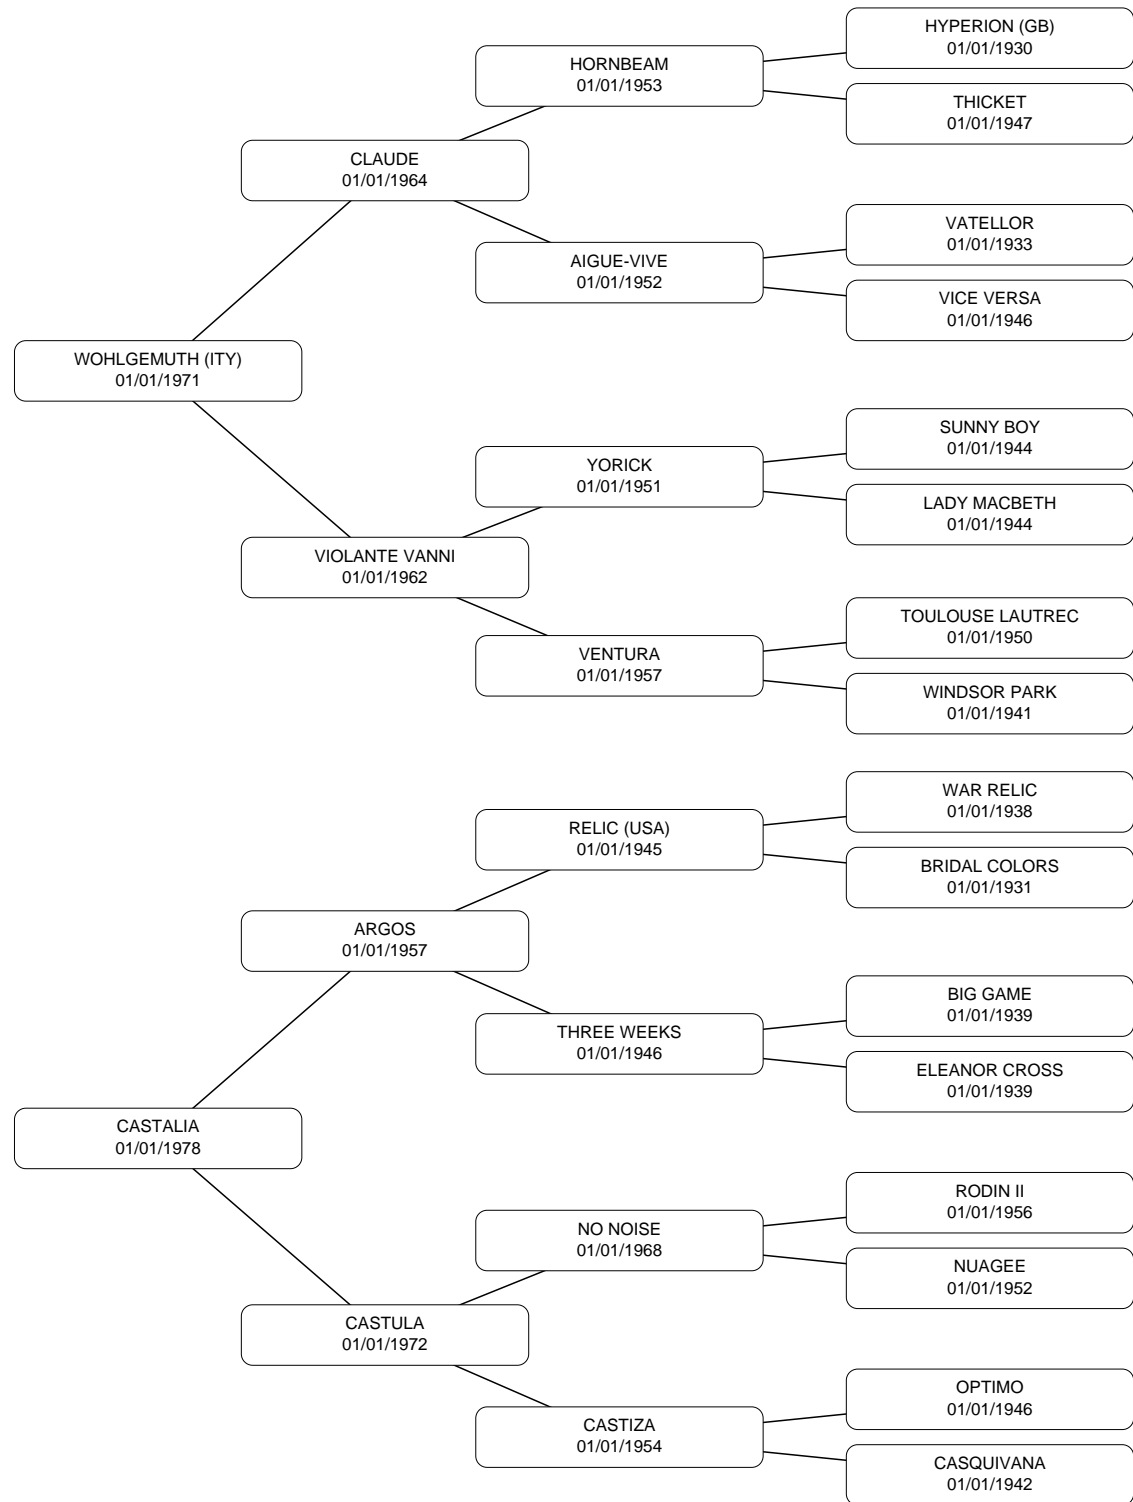 HYPERION (GB)
01/01/1930
HORNBEAM
01/01/1953
THICKET
01/01/1947
CLAUDE
01/01/1964
VATELLOR
01/01/1933
AIGUE-VIVE
01/01/1952
VICE VERSA
01/01/1946
WOHLGEMUTH (ITY)
01/01/1971
SUNNY BOY
01/01/1944
YORICK
01/01/1951
LADY MACBETH
01/01/1944
VIOLANTE VANNI
01/01/1962
TOULOUSE LAUTREC
01/01/1950
VENTURA
01/01/1957
WINDSOR PARK
01/01/1941
WAR RELIC
01/01/1938
RELIC (USA)
01/01/1945
BRIDAL COLORS
01/01/1931
ARGOS
01/01/1957
BIG GAME
01/01/1939
THREE WEEKS
01/01/1946
ELEANOR CROSS
01/01/1939
CASTALIA
01/01/1978
RODIN II
01/01/1956
NO NOISE
01/01/1968
NUAGEE
01/01/1952
CASTULA
01/01/1972
OPTIMO
01/01/1946
CASTIZA
01/01/1954
CASQUIVANA
01/01/1942